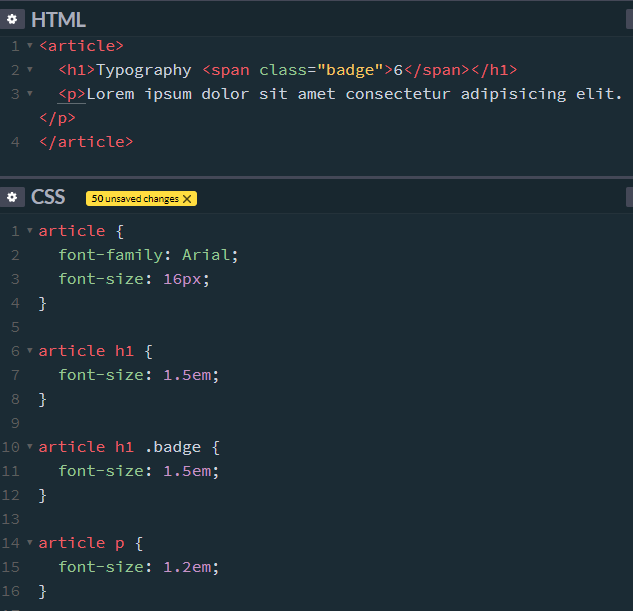 HTML
1 <article>
2   <h1>Typography <span class="badge">6</span></h1>
3   <p>Lorem ipsum dolor sit amet consectetur adipisicing elit.
</p>
4 </article>
CSS 50 unsaved changes X
1 article {
2   font-family: Arial;
3   font-size: 16px;
4 }
5
6 article h1 {
7   font-size: 1.5em;
8 }
9
10 article h1 .badge {
11   font-size: 1.5em;
12 }
13
14 article p {
15   font-size: 1.2em;
16 }